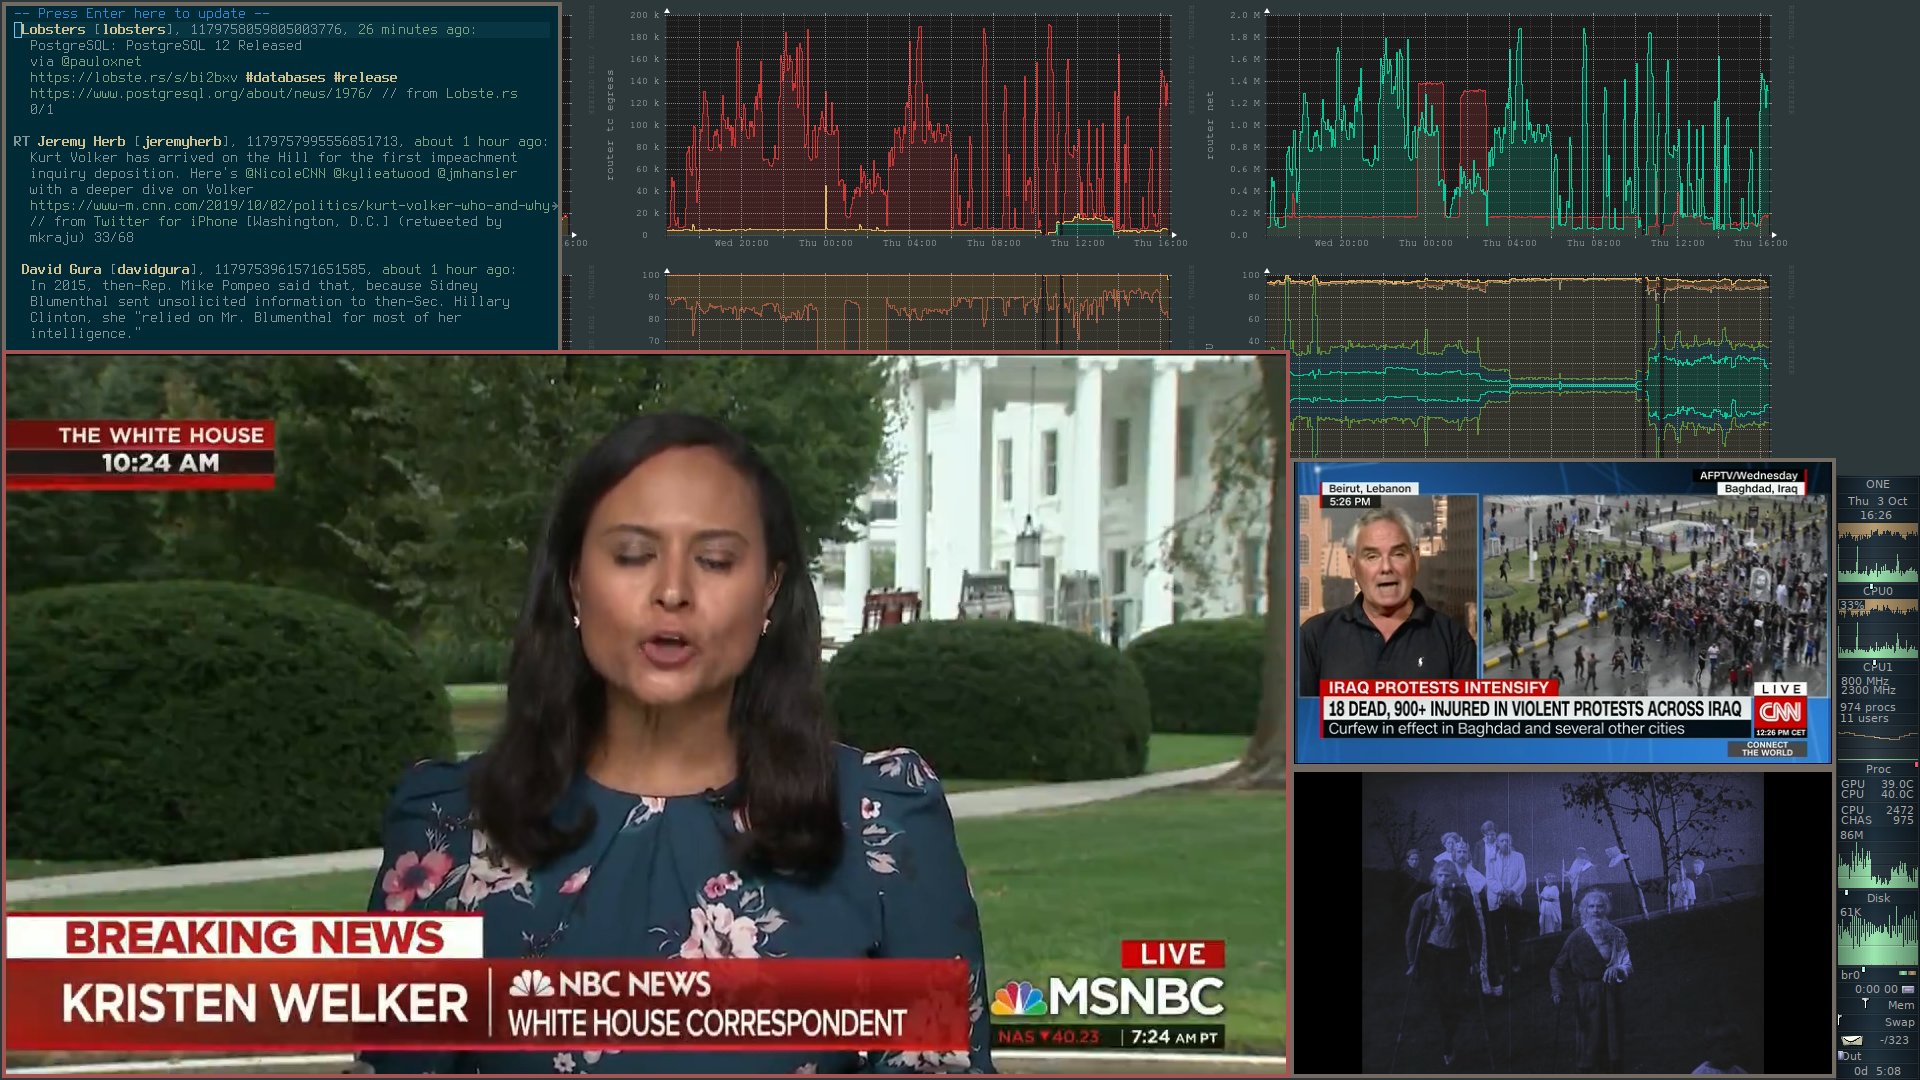 -- Press Enter here to update --
Lobsters [lobsters], 1179758059805003776, 26 minutes ago:
PostgreSQL: PostgreSQL 12 Released
via @pauloxnet
https://lobste.rs/s/bi2bxv #databases #release
https://www.postgresql.org/about/news/1976/ // from Lobste.rs
0/1
RT Jeremy Herb [jeremyherb], 1179757995556851713, about 1 hour ago:
Kurt Volker has arrived on the Hill for the first impeachment
inquiry deposition. Here's @NicoleCNN @kylieatwood @jmhansler
with a deeper dive on Volker
https://www-m.cnn.com/2019/10/02/politics/kurt-volker-who-and-why
// from Twitter for iPhone [Washington, D.C.] (retweeted by
mkraju) 33/68
David Gura [davidgura], 1179753961571651585, about 1 hour ago:
In 2015, then-Rep. Mike Pompeo said that, because Sidney
Blumenthal sent unsolicited information to then-Sec. Hillary
Clinton, she "relied on Mr. Blumenthal for most of her
intelligence."
6:00
router tc egress
200 k
180 k
160 k
140 k
120 k
100 k
80 k
60 k
40 k
20 k
0
Wed 20:00 Thu 00:00 Thu 04:00 Thu 08:00 Thu 12:00 Thu 16:00
RRDTOOL / TOBI OETIKER
router net
2.0 M
1.8 M
1.6 M
1.4 M
1.2 M
1.0 M
0.8 M
0.6 M
0.4 M
0.2 M
0.0
Wed 20:00 Thu 00:00 Thu 04:00 Thu 08:00 Thu 12:00 Thu 16:00
RRDTOOL / TOBI OETIKER
100
90
80
70
100
80
60
40
THE WHITE HOUSE
10:24 AM
BREAKING NEWS
KRISTEN WELKER
NBC NEWS
WHITE HOUSE CORRESPONDENT
LIVE
MSNBC
NAS ▼40.23 7:24 AM PT
AFPTV/Wednesday
Beirut, Lebanon
Baghdad, Iraq
5:26 PM
IRAQ PROTESTS INTENSIFY
18 DEAD, 900+ INJURED IN VIOLENT PROTESTS ACROSS IRAQ
Curfew in effect in Baghdad and several other cities
LIVE
CNN
12:26 PM CET
CONNECT
THE WORLD
ONE
Thu 3 Oct
16:26
CPU0
33%
CPU1
800 MHz
2300 MHz
974 procs
11 users
Proc
GPU 39.0C
CPU 40.0C
CPU 2472
CHAS 975
86M
Disk
61K
br0
0:00 00
Mem
Swap
-/323
Out
0d 5:08